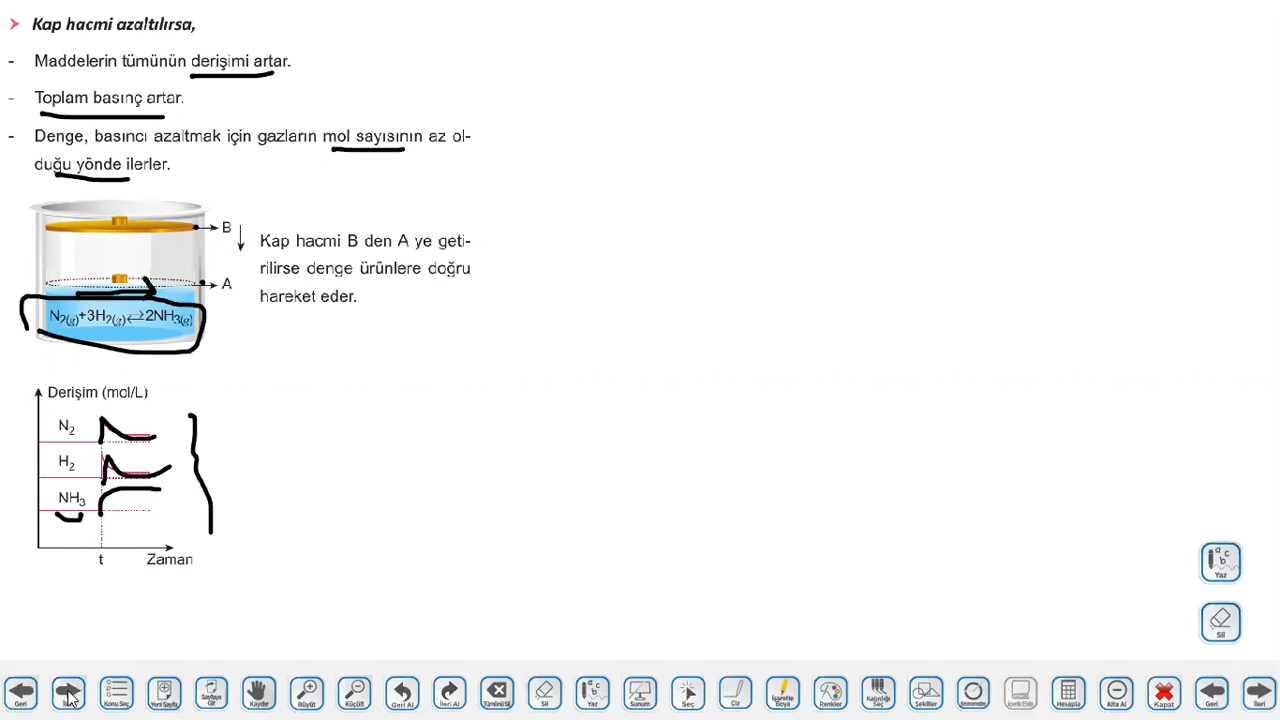 ➤ Kap hacmi azaltılırsa,
- Maddelerin tümünün derişimi artar.
- Toplam basınç artar.
- Denge, basıncı azaltmak için gazların mol sayısının az ol-
duğu yönde ilerler.
B
Kap hacmi B den A ye geti-
rilirse denge ürünlere doğru
hareket eder.
A
N2(g)+3H2(g)⇄2NH3(g)
Derişim (mol/L)
N2
H2
NH3
t Zaman
a b c
Yaz
Sil
Geri Konu Seç Yeni Sayfa Sayfaya Git Kaydır Büyüt Küçült Geri Al İleri Al Tümünü Sil Sil Yaz Sunum Seç Çiz İşaretle Boya Renkler Kalınlığı Seç Şekiller Kronometre İçerik Ekle Hesapla Alta Al Kapat Geri İleri